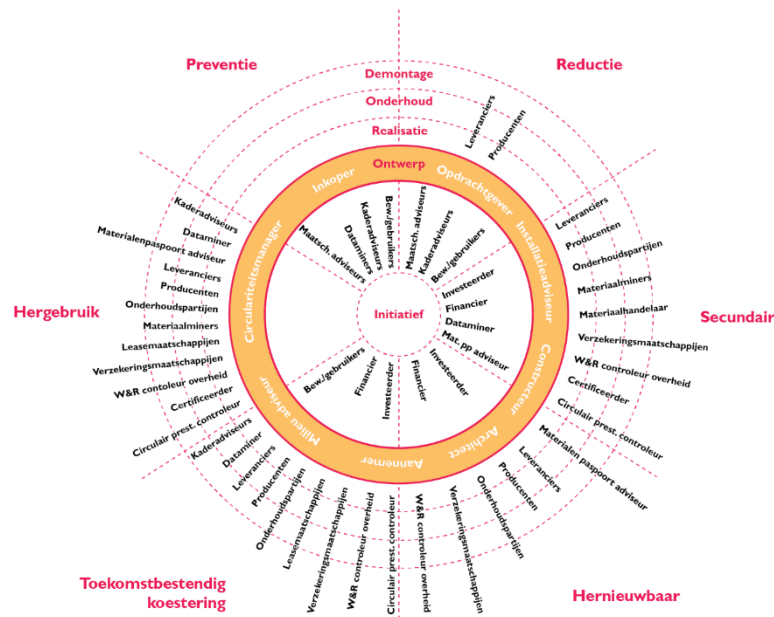 Preventie
Reductie
Demontage
Onderhoud
Realisatie
Ontwerp
Leveranciers
Producenten
Inkoper
Opdrachtgever
Installatieadviseur
Constructeur
Architect
Aannemer
Milieu adviseur
Circulariteitsmanager
Maatsch. adviseurs
Dataminers
Kaderadviseurs
Bew./gebruikers
Maatsch. adviseurs
Kaderadviseurs
Bew./gebruikers
Investeerder
Financier
Dataminer
Mat. pp adviseur
Investeerder
Financier
Investeerder
Financier
Bew./gebruikers
Initiatief
Hergebruik
Kaderadviseurs
Dataminer
Materialenpaspoort adviseur
Leveranciers
Producenten
Onderhoudspartijen
Materiaalminers
Leasemaatschappijen
Verzekeringsmaatschappijen
W&R contoleur overheid
Certificeerder
Circulair prest. controleur
Secundair
Leveranciers
Producenten
Onderhoudspartijen
Materiaalminers
Materiaalhandelaar
Verzekeringsmaatschappijen
W&R controleur overheid
Certificeerder
Circulair prest. controleur
Toekomstbestendig
koestering
Kaderadviseurs
Dataminer
Leveranciers
Producenten
Onderhoudspartijen
Leasemaatschappijen
Verzekeringsmaatschappijen
W&R controleur overheid
Circulair prest. controleur
Hernieuwbaar
W&R controleur overheid
Verzekeringsmaatschappijen
Onderhoudspartijen
Producenten
Leveranciers
Materialen paspoort adviseur